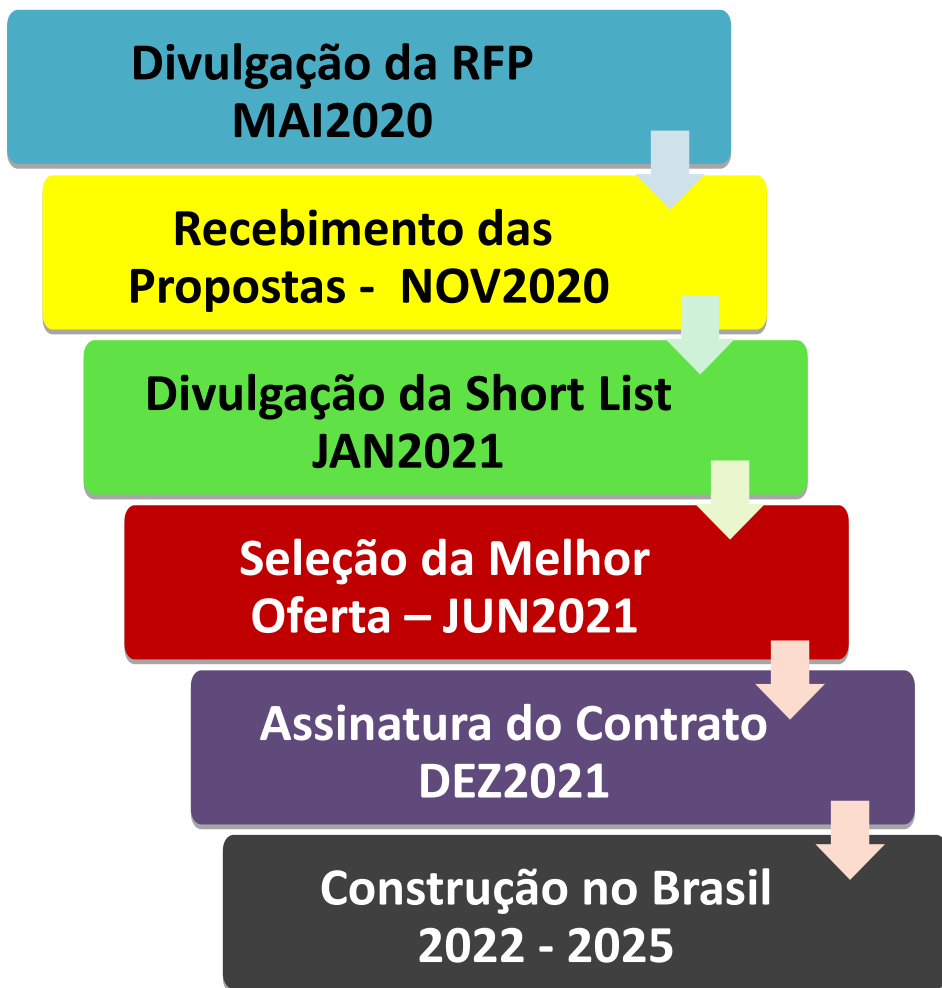 Divulgação da RFP
MAI2020
Recebimento das
Propostas - NOV2020
Divulgação da Short List
JAN2021
Seleção da Melhor
Oferta – JUN2021
Assinatura do Contrato
DEZ2021
Construção no Brasil
2022 - 2025